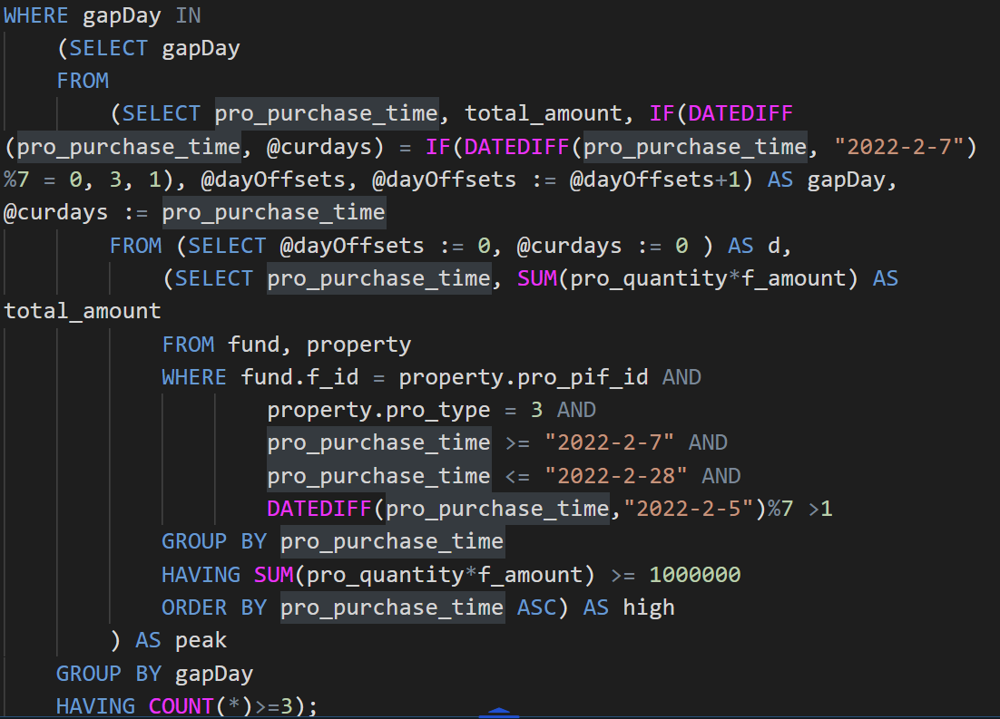 WHERE gapDay IN
(SELECT gapDay
FROM
(SELECT pro_purchase_time, total_amount, IF(DATEDIFF
(pro_purchase_time, @curdays) = IF(DATEDIFF(pro_purchase_time, "2022-2-7")
%7 = 0, 3, 1), @dayOffsets, @dayOffsets := @dayOffsets+1) AS gapDay,
@curdays := pro_purchase_time
FROM (SELECT @dayOffsets := 0, @curdays := 0 ) AS d,
(SELECT pro_purchase_time, SUM(pro_quantity*f_amount) AS
total_amount
FROM fund, property
WHERE fund.f_id = property.pro_pif_id AND
property.pro_type = 3 AND
pro_purchase_time >= "2022-2-7" AND
pro_purchase_time <= "2022-2-28" AND
DATEDIFF(pro_purchase_time,"2022-2-5")%7 >1
GROUP BY pro_purchase_time
HAVING SUM(pro_quantity*f_amount) >= 1000000
ORDER BY pro_purchase_time ASC) AS high
) AS peak
GROUP BY gapDay
HAVING COUNT(*)>=3);